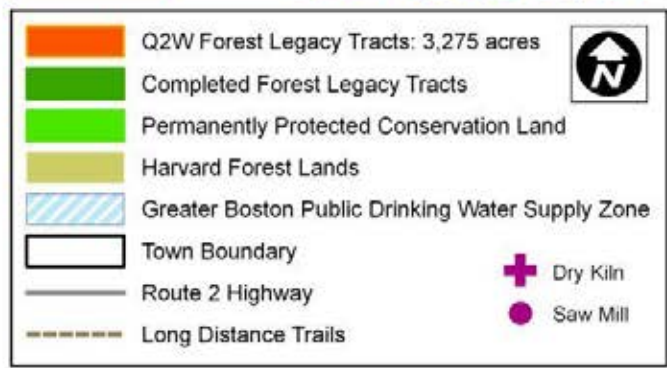 Q2W Forest Legacy Tracts: 3,275 acres
N
Completed Forest Legacy Tracts
Permanently Protected Conservation Land
Harvard Forest Lands
Greater Boston Public Drinking Water Supply Zone
Town Boundary
Dry Kiln
Route 2 Highway
Saw Mill
Long Distance Trails